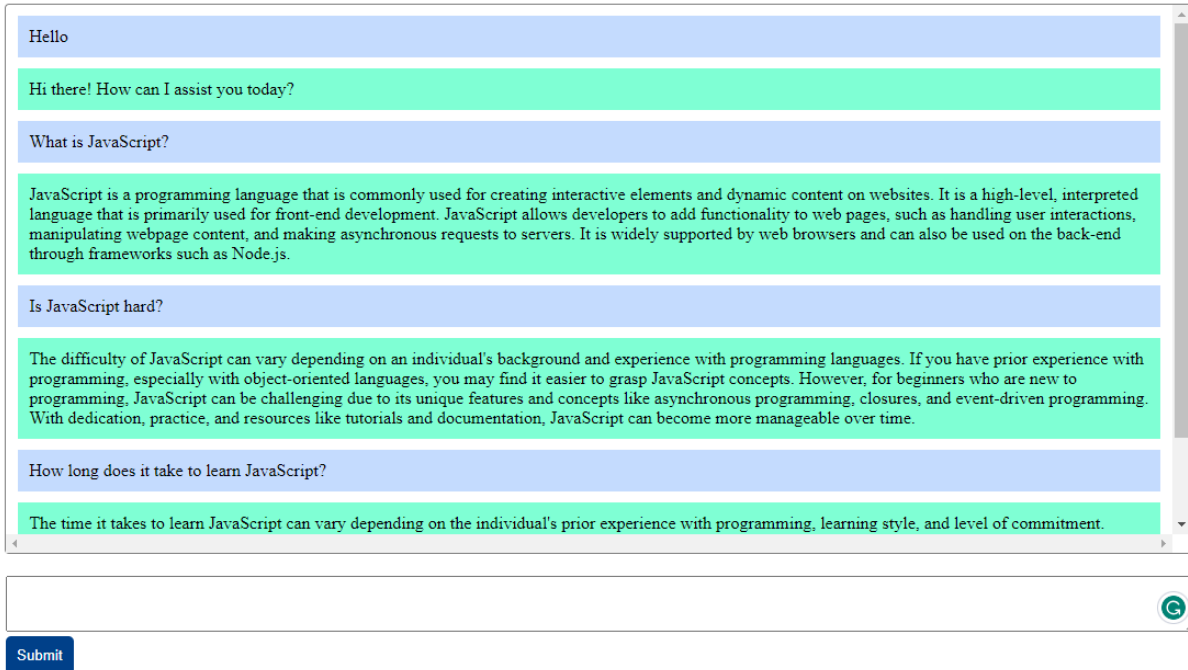 Hello
Hi there! How can I assist you today?
What is JavaScript?
JavaScript is a programming language that is commonly used for creating interactive elements and dynamic content on websites. It is a high-level, interpreted
language that is primarily used for front-end development. JavaScript allows developers to add functionality to web pages, such as handling user interactions,
manipulating webpage content, and making asynchronous requests to servers. It is widely supported by web browsers and can also be used on the back-end
through frameworks such as Node.js.
Is JavaScript hard?
The difficulty of JavaScript can vary depending on an individual's background and experience with programming languages. If you have prior experience with
programming, especially with object-oriented languages, you may find it easier to grasp JavaScript concepts. However, for beginners who are new to
programming, JavaScript can be challenging due to its unique features and concepts like asynchronous programming, closures, and event-driven programming.
With dedication, practice, and resources like tutorials and documentation, JavaScript can become more manageable over time.
How long does it take to learn JavaScript?
The time it takes to learn JavaScript can vary depending on the individual's prior experience with programming, learning style, and level of commitment.
Submit